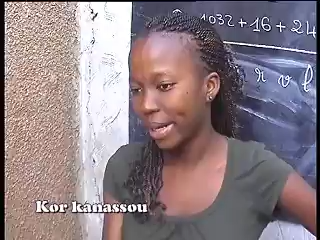 1032 + 16 + 24
r v l
Kor kanassou